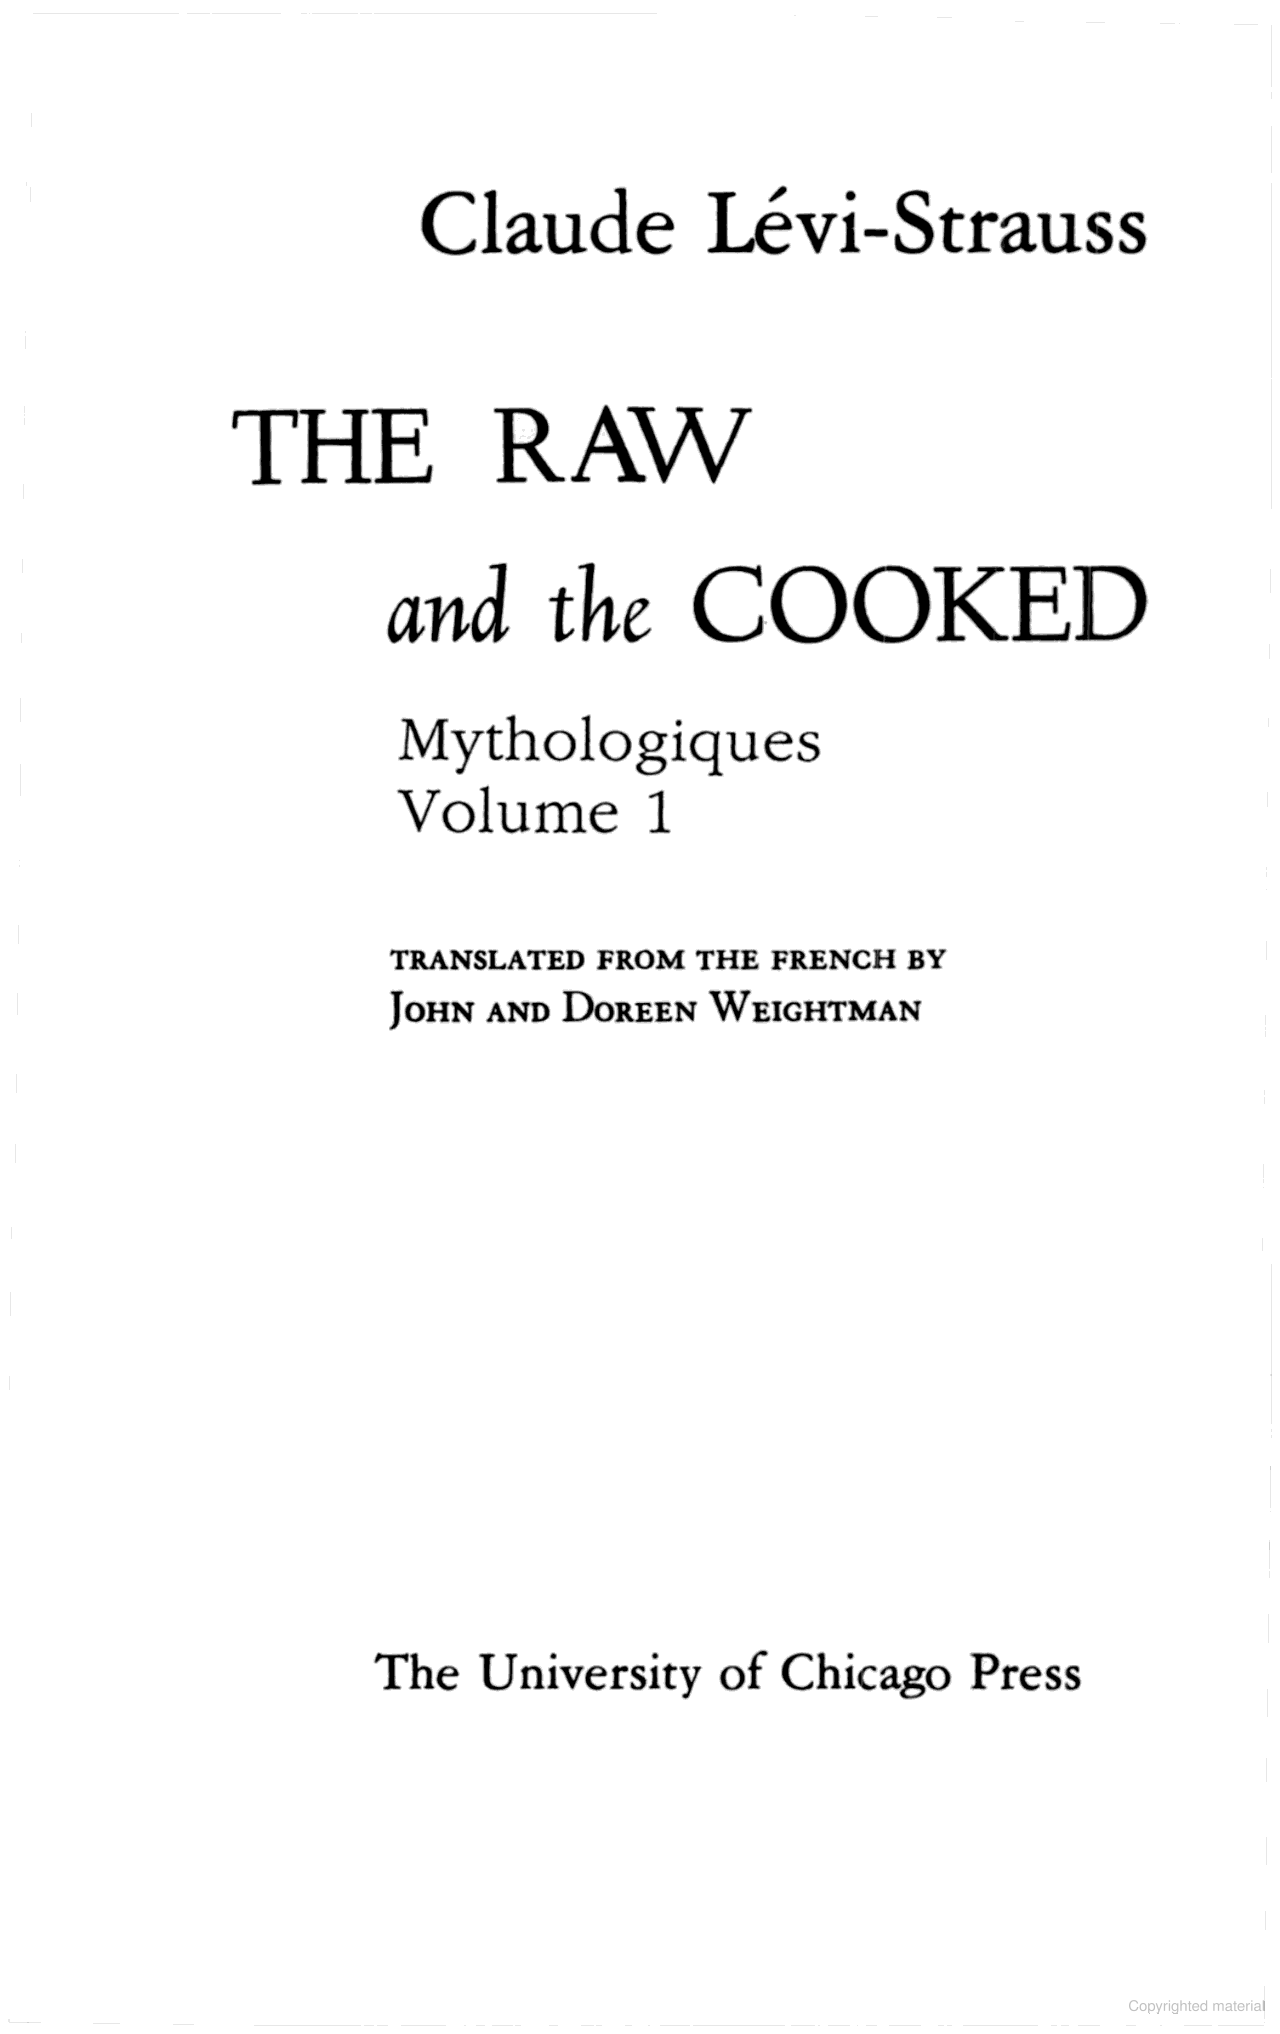 Claude Lévi-Strauss
THE RAW
and the COOKED
Mythologiques
Volume 1
TRANSLATED FROM THE FRENCH BY
JOHN AND DOREEN WEIGHTMAN
The University of Chicago Press
Copyrighted material